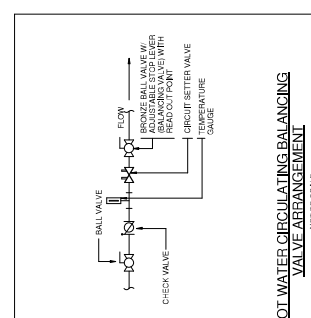 FLOW
BRONZE BALL VALVE W/
ADJUSTABLE STOP LEVER
(BALANCING VALVE) WITH
READ OUT POINT
CIRCUIT SETTER VALVE
TEMPERATURE
GAUGE
BALL VALVE
CHECK VALVE
OT WATER CIRCULATING BALANCING
VALVE ARRANGEMENT